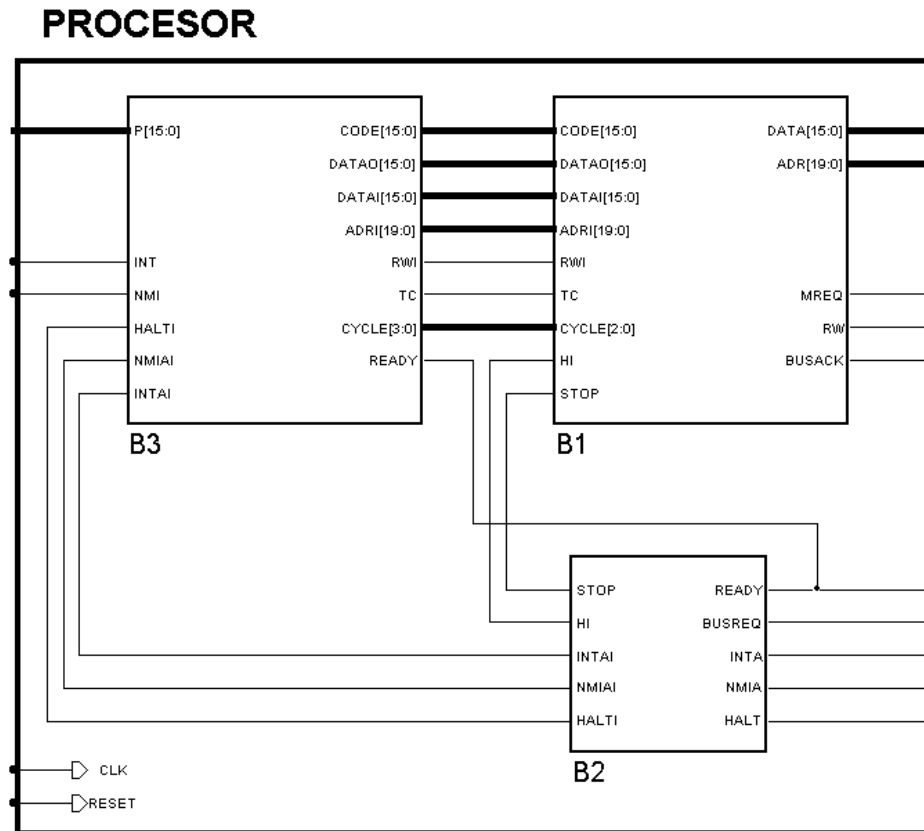 PROCESOR
P[15:0]
INT
NMI
HALTI
NMIAI
INTAI
CODE[15:0]
DATAO[15:0]
DATAI[15:0]
ADRI[19:0]
RWI
TC
CYCLE[3:0]
READY
B3
CODE[15:0]
DATAO[15:0]
DATAI[15:0]
ADRI[19:0]
RWI
TC
CYCLE[2:0]
HI
STOP
DATA[15:0]
ADR[19:0]
MREQ
RW
BUSACK
B1
STOP
HI
INTAI
NMIAI
HALTI
READY
BUSREQ
INTA
NMIA
HALT
B2
CLK
RESET